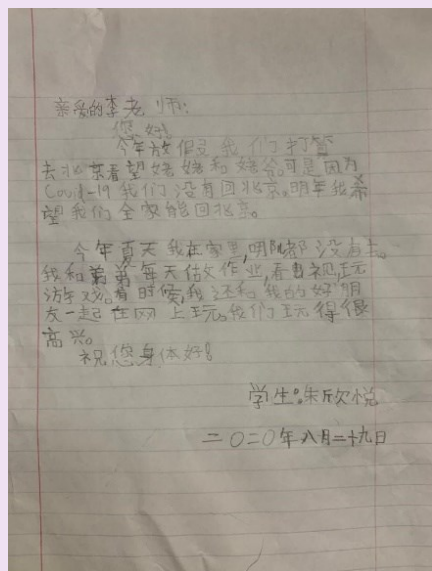 亲爱的李老师:
您好!
今年放假我们打算
去北京看望姥姥和姥爷。可是因为
Covid-19 我们没有回北京。明年我希
望我们全家能回北京。
今年夏天我在家里,哪儿都没有去。
我和弟弟每天做作业,看电视,玩
游戏。有时候,我还和我的好朋
友一起在网上玩。我们玩得很
高兴。
祝您身体好!
学生:朱欣悦
二〇二〇年八月二十九日